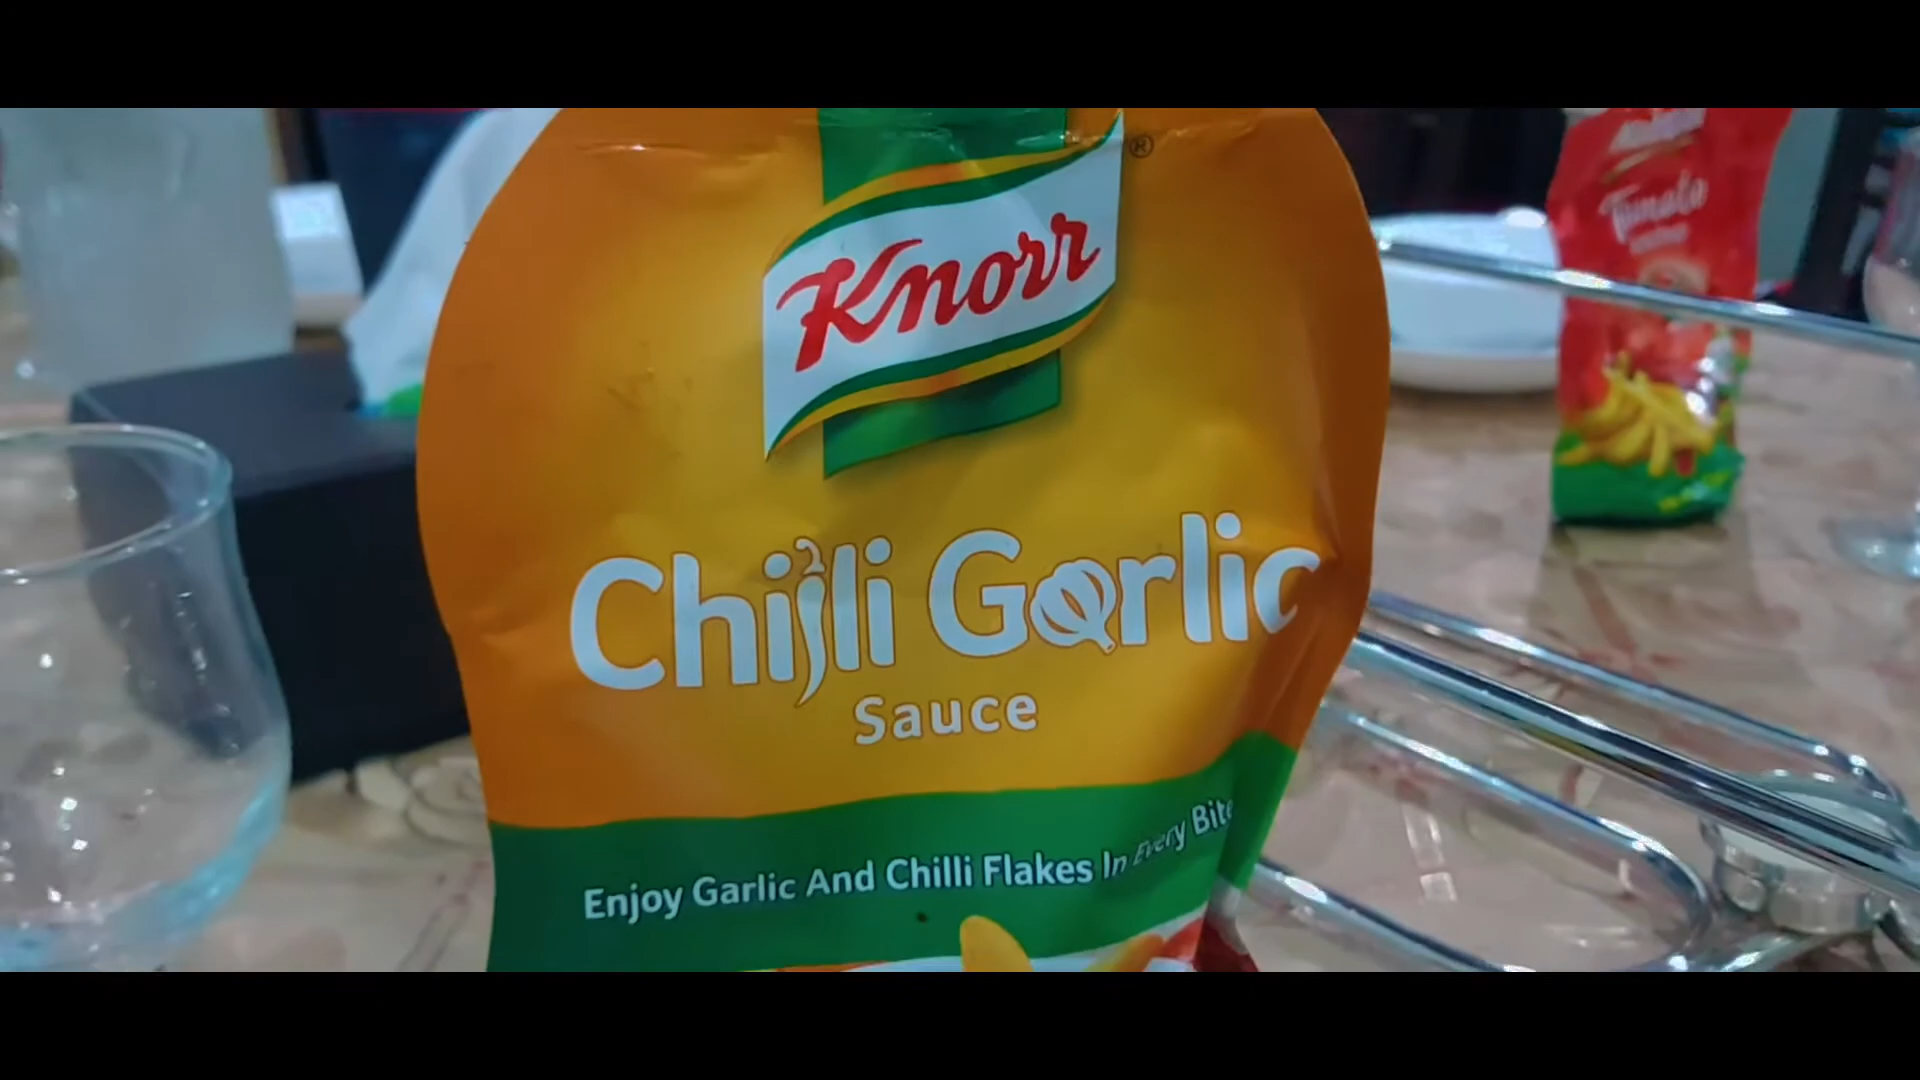 Knorr
®
Chilli Garlic
Sauce
Enjoy Garlic And Chilli Flakes In Every Bite
Tomato